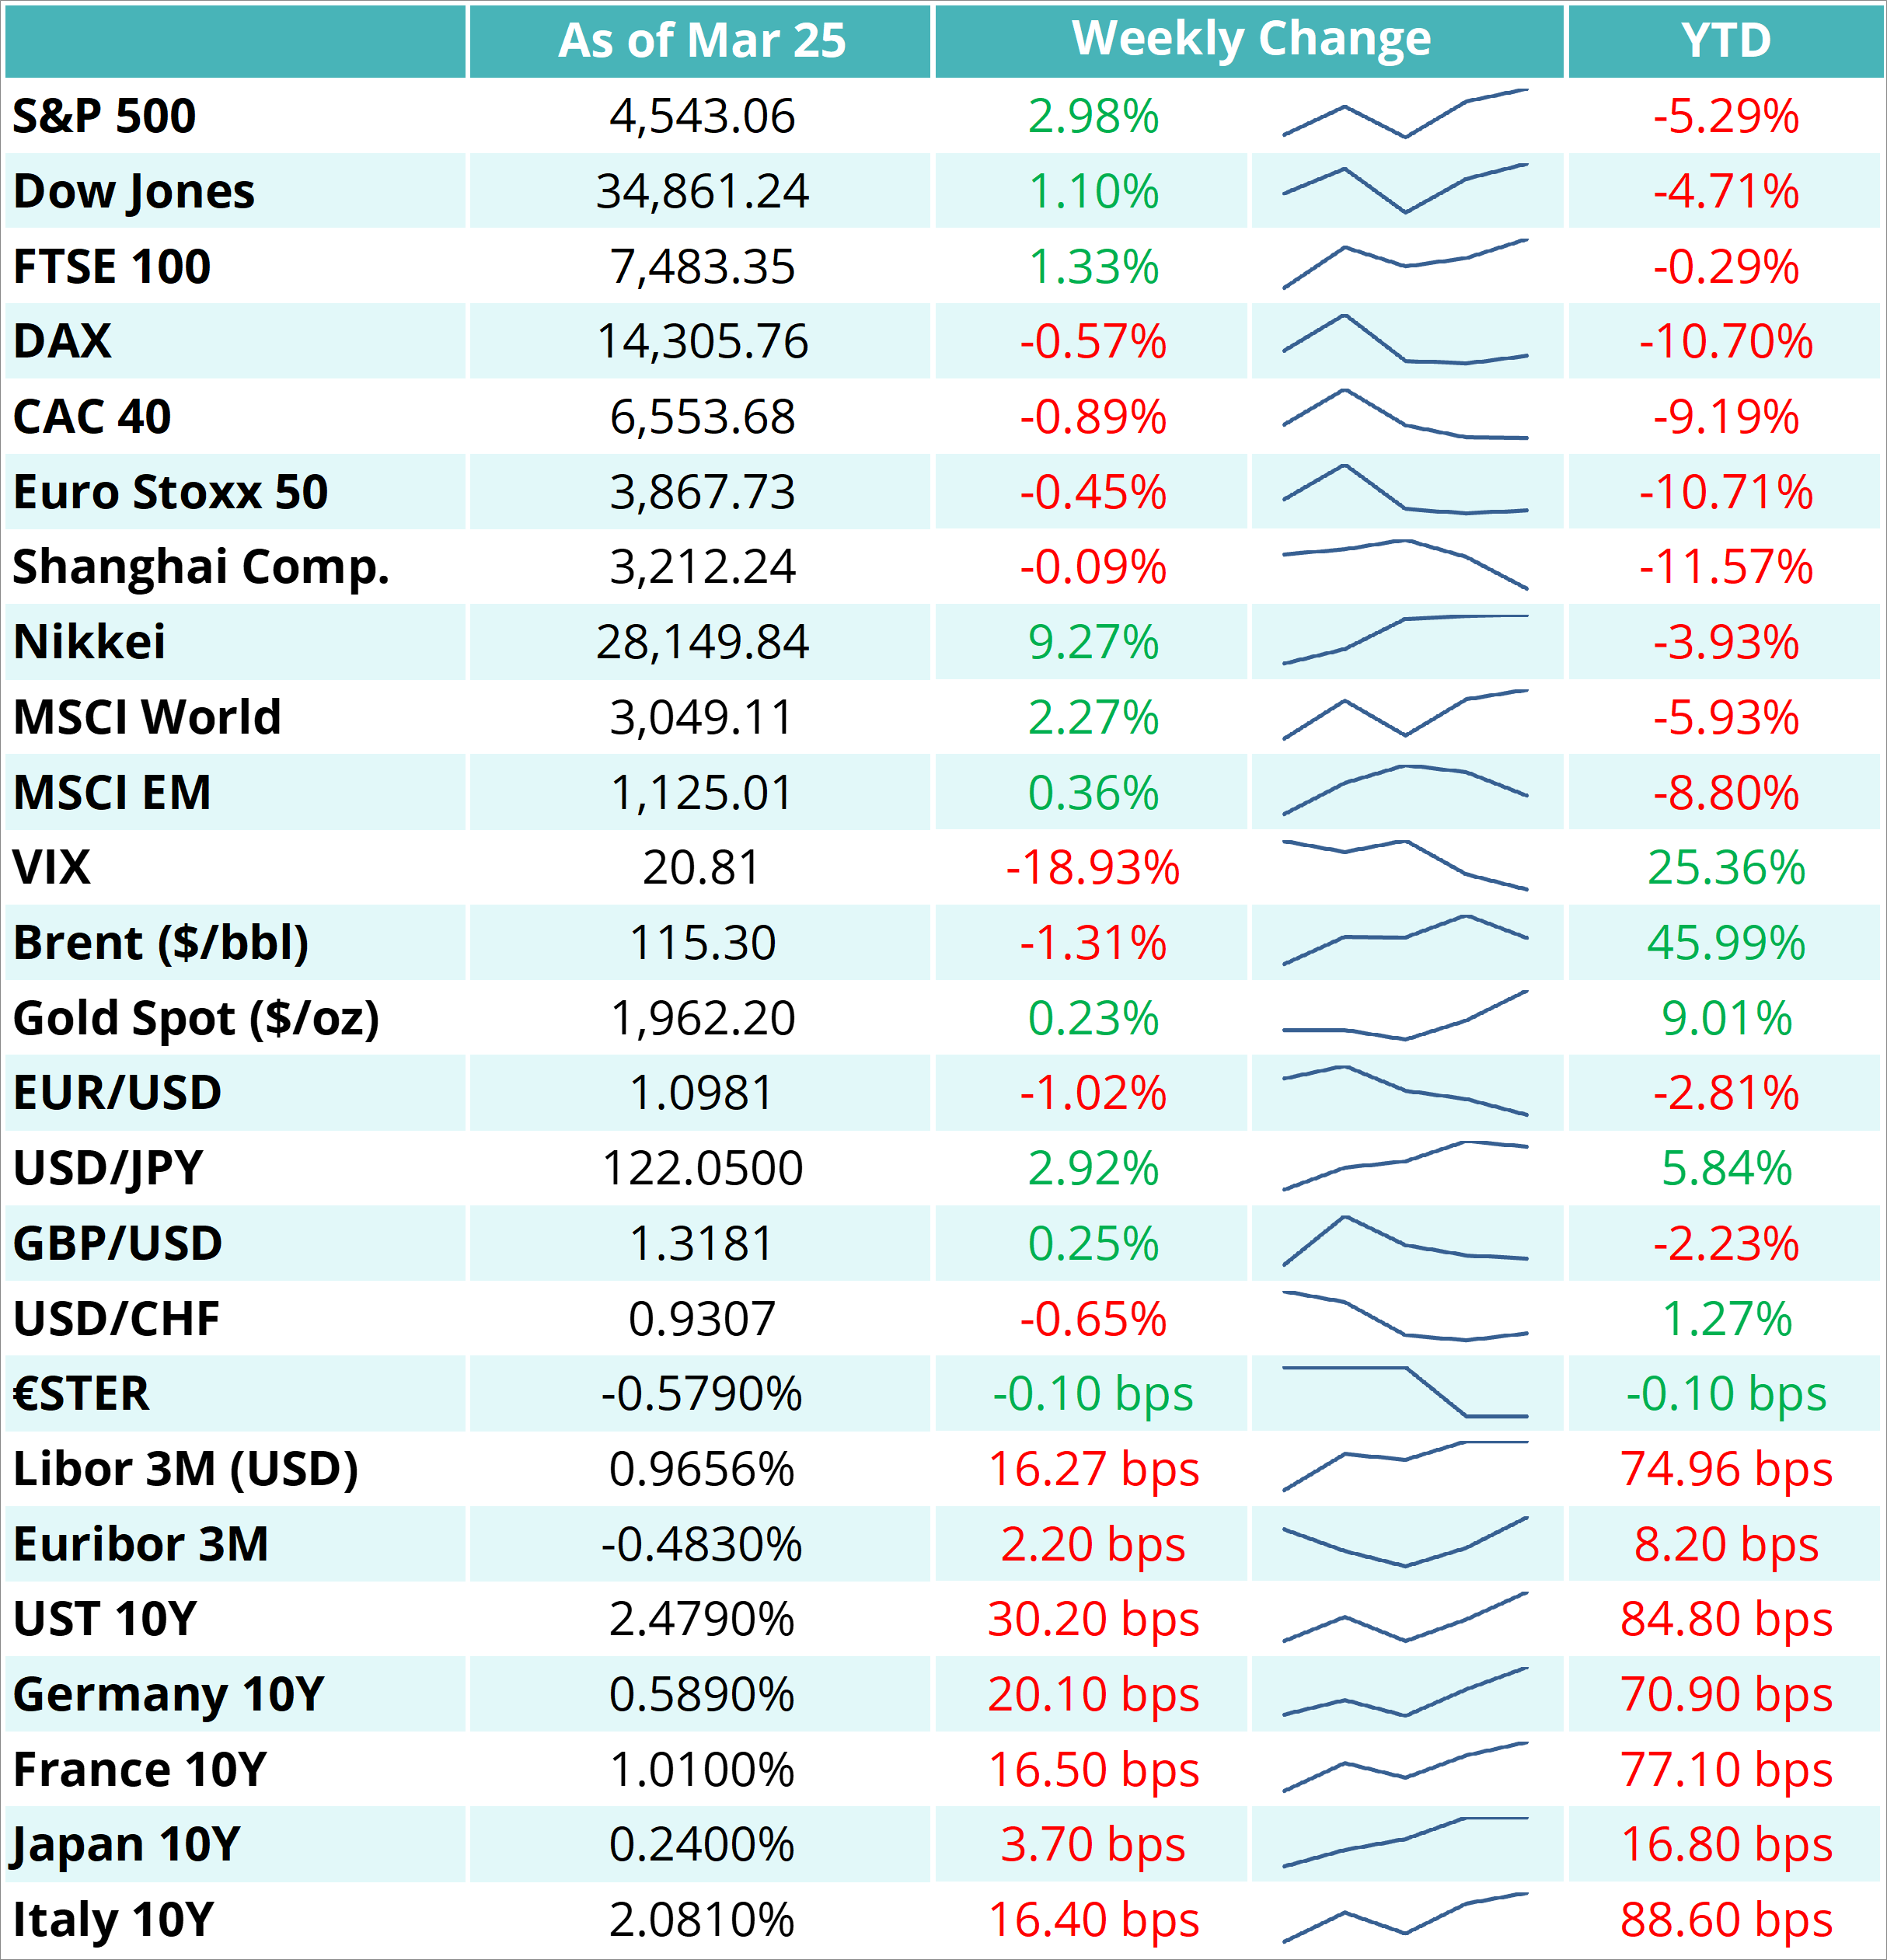 As of Mar 25 Weekly Change YTD
S&P 500 4,543.06 2.98% -5.29%
Dow Jones 34,861.24 1.10% -4.71%
FTSE 100 7,483.35 1.33% -0.29%
DAX 14,305.76 -0.57% -10.70%
CAC 40 6,553.68 -0.89% -9.19%
Euro Stoxx 50 3,867.73 -0.45% -10.71%
Shanghai Comp. 3,212.24 -0.09% -11.57%
Nikkei 28,149.84 9.27% -3.93%
MSCI World 3,049.11 2.27% -5.93%
MSCI EM 1,125.01 0.36% -8.80%
VIX 20.81 -18.93% 25.36%
Brent ($/bbl) 115.30 -1.31% 45.99%
Gold Spot ($/oz) 1,962.20 0.23% 9.01%
EUR/USD 1.0981 -1.02% -2.81%
USD/JPY 122.0500 2.92% 5.84%
GBP/USD 1.3181 0.25% -2.23%
USD/CHF 0.9307 -0.65% 1.27%
€STER -0.5790% -0.10 bps -0.10 bps
Libor 3M (USD) 0.9656% 16.27 bps 74.96 bps
Euribor 3M -0.4830% 2.20 bps 8.20 bps
UST 10Y 2.4790% 30.20 bps 84.80 bps
Germany 10Y 0.5890% 20.10 bps 70.90 bps
France 10Y 1.0100% 16.50 bps 77.10 bps
Japan 10Y 0.2400% 3.70 bps 16.80 bps
Italy 10Y 2.0810% 16.40 bps 88.60 bps